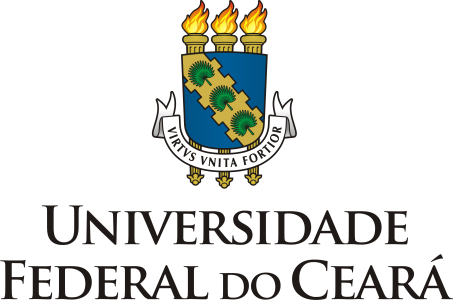 VIRTVS VNITA FORTIOR
UNIVERSIDADE
FEDERAL DO CEARÁ